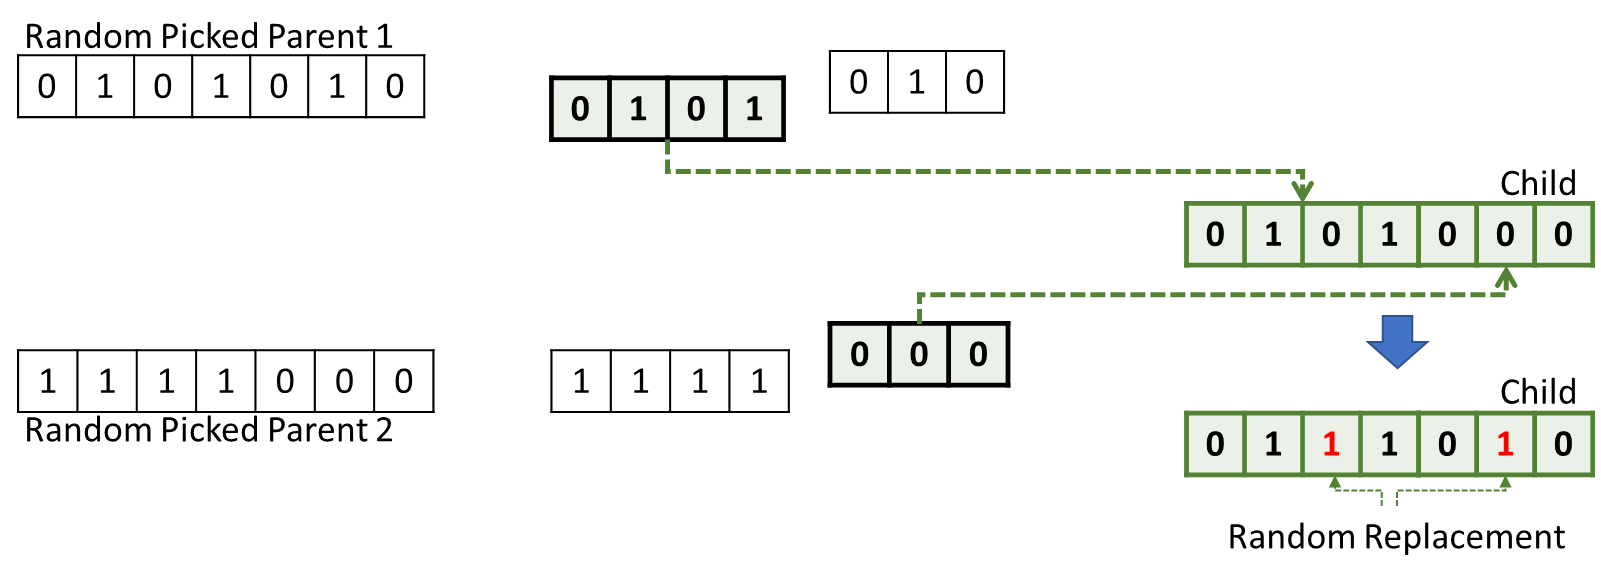 Random Picked Parent 1
0 1 0 1 0 1 0
0 1 0 1
0 1 0
Child
0 1 0 1 0 0 0
1 1 1 1 0 0 0
Random Picked Parent 2
1 1 1 1
0 0 0
Child
0 1 1 1 0 1 0
Random Replacement